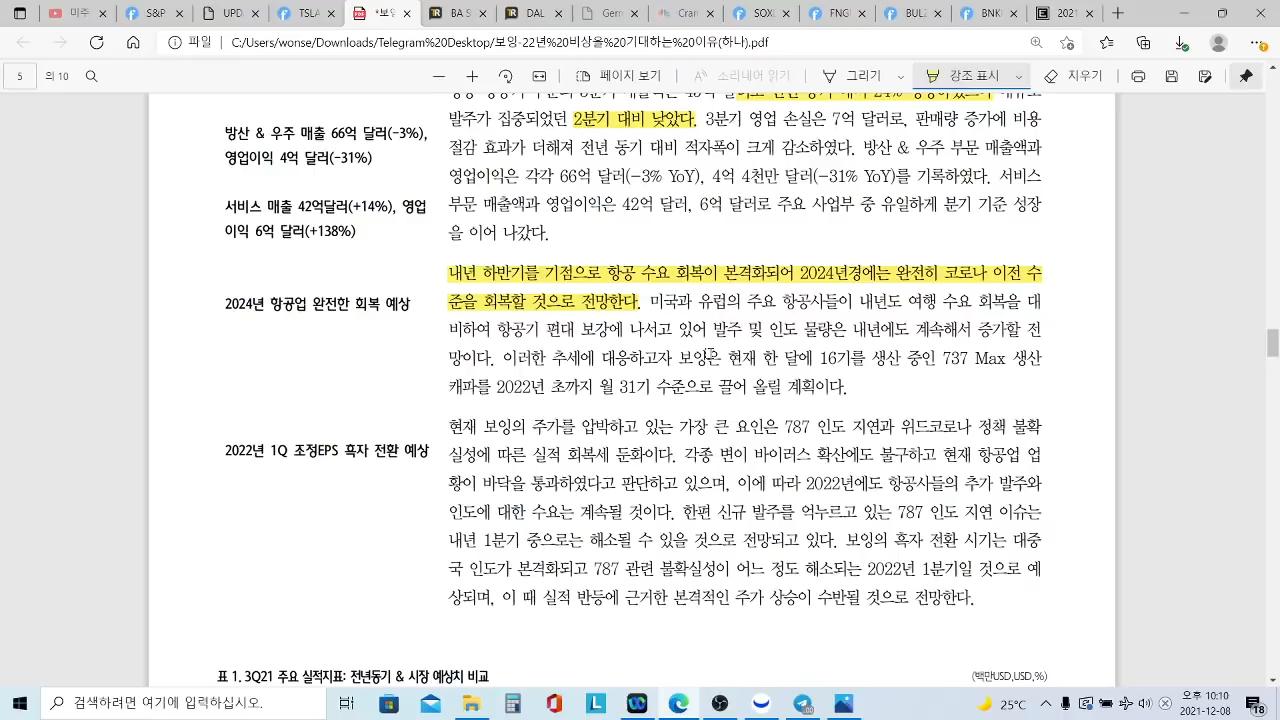 미주
S&P
UPD,
TSLA
*보잉
BA S
DAL
Gern
Cran
SOXL
FNG
BULZ
BNK
2021
파일
C:/Users/wonse/Downloads/Telegram%20Desktop/보잉-22년%20비상을%20기대하는%20이유(하나).pdf
5 의 10
페이지 보기
소리내어 읽기
그리기
강조 표시
지우기
발주가 집중되었던 2분기 대비 낮았다. 3분기 영업 손실은 7억 달러로, 판매량 증가에 비용
절감 효과가 더해져 전년 동기 대비 적자폭이 크게 감소하였다. 방산 & 우주 부문 매출액과
영업이익은 각각 66억 달러(-3% YoY), 4억 4천만 달러(-31% YoY)를 기록하였다. 서비스
부문 매출액과 영업이익은 42억 달러, 6억 달러로 주요 사업부 중 유일하게 분기 기준 성장
을 이어 나갔다.
방산 & 우주 매출 66억 달러(-3%),
영업이익 4억 달러(-31%)
서비스 매출 42억달러(+14%), 영업
이익 6억 달러(+138%)
2024년 항공업 완전한 회복 예상
내년 하반기를 기점으로 항공 수요 회복이 본격화되어 2024년경에는 완전히 코로나 이전 수
준을 회복할 것으로 전망한다. 미국과 유럽의 주요 항공사들이 내년도 여행 수요 회복을 대
비하여 항공기 편대 보강에 나서고 있어 발주 및 인도 물량은 내년에도 계속해서 증가할 전
망이다. 이러한 추세에 대응하고자 보잉은 현재 한 달에 16기를 생산 중인 737 Max 생산
캐파를 2022년 초까지 월 31기 수준으로 끌어 올릴 계획이다.
2022년 1Q 조정EPS 흑자 전환 예상
현재 보잉의 주가를 압박하고 있는 가장 큰 요인은 787 인도 지연과 위드코로나 정책 불확
실성에 따른 실적 회복세 둔화이다. 각종 변이 바이러스 확산에도 불구하고 현재 항공업 업
황이 바닥을 통과하였다고 판단하고 있으며, 이에 따라 2022년에도 항공사들의 추가 발주와
인도에 대한 수요는 계속될 것이다. 한편 신규 발주를 억누르고 있는 787 인도 지연 이슈는
내년 1분기 중으로는 해소될 수 있을 것으로 전망되고 있다. 보잉의 흑자 전환 시기는 대중
국 인도가 본격화되고 787 관련 불확실성이 어느 정도 해소되는 2022년 1분기일 것으로 예
상되며, 이 때 실적 반등에 근거한 본격적인 주가 상승이 수반될 것으로 전망한다.
표 1. 3Q21 주요 실적지표: 전년동기 & 시장 예상치 비교
(백만USD,USD,%)
검색하려면 여기에 입력하십시오.
25°C
오후 10:10
2021-12-08
18